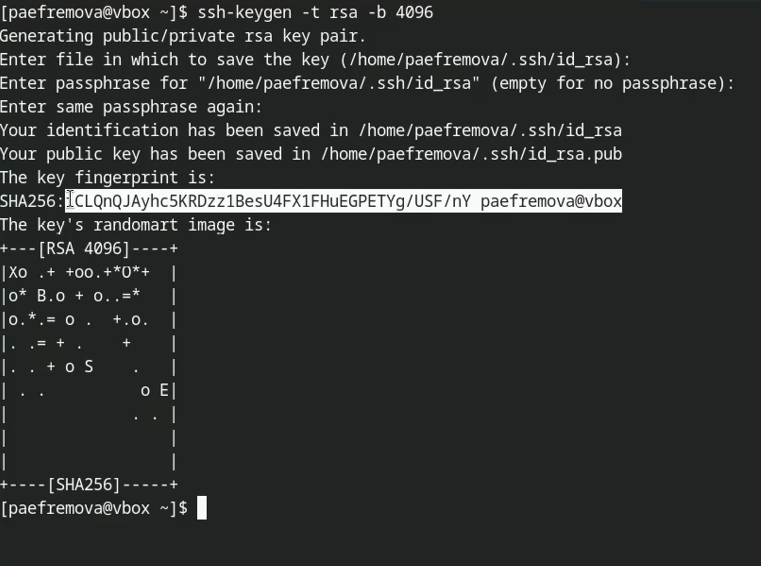 [paefremova@vbox ~]$ ssh-keygen -t rsa -b 4096
Generating public/private rsa key pair.
Enter file in which to save the key (/home/paefremova/.ssh/id_rsa):
Enter passphrase for "/home/paefremova/.ssh/id_rsa" (empty for no passphrase):
Enter same passphrase again:
Your identification has been saved in /home/paefremova/.ssh/id_rsa
Your public key has been saved in /home/paefremova/.ssh/id_rsa.pub
The key fingerprint is:
SHA256: paefremova@vbox
The key's randomart image is:
+---[RSA 4096]----+
|Xo .+ +oo.+*O*+  |
|o* B.o + o..=*   |
|o.*.= o .  +.o.  |
|. .= + .    +    |
|. . + o S    .   |
| . .          o E|
|             . . |
|                 |
|                 |
+----[SHA256]-----+
[paefremova@vbox ~]$